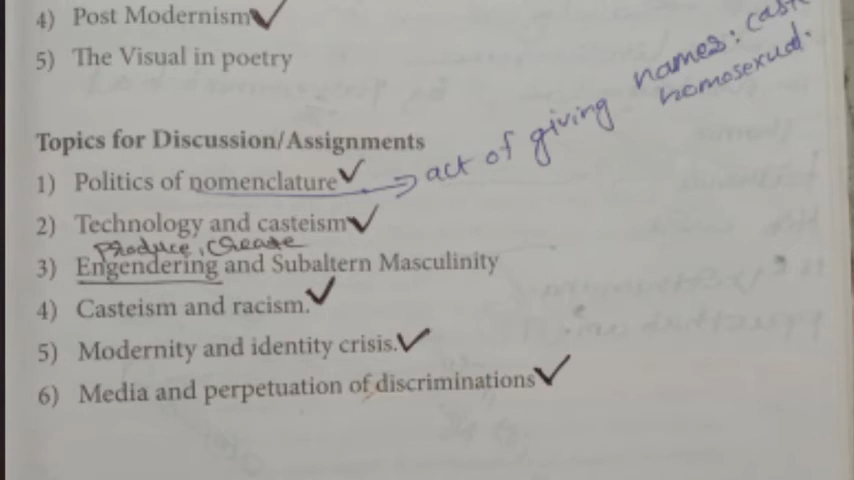 4) Post Modernism
5) The Visual in poetry
Topics for Discussion/Assignments
1) Politics of nomenclature
act of giving names:
homosexual.
2) Technology and casteism
Produce, Create
3) Engendering and Subaltern Masculinity
4) Casteism and racism.
5) Modernity and identity crisis.
6) Media and perpetuation of discriminations